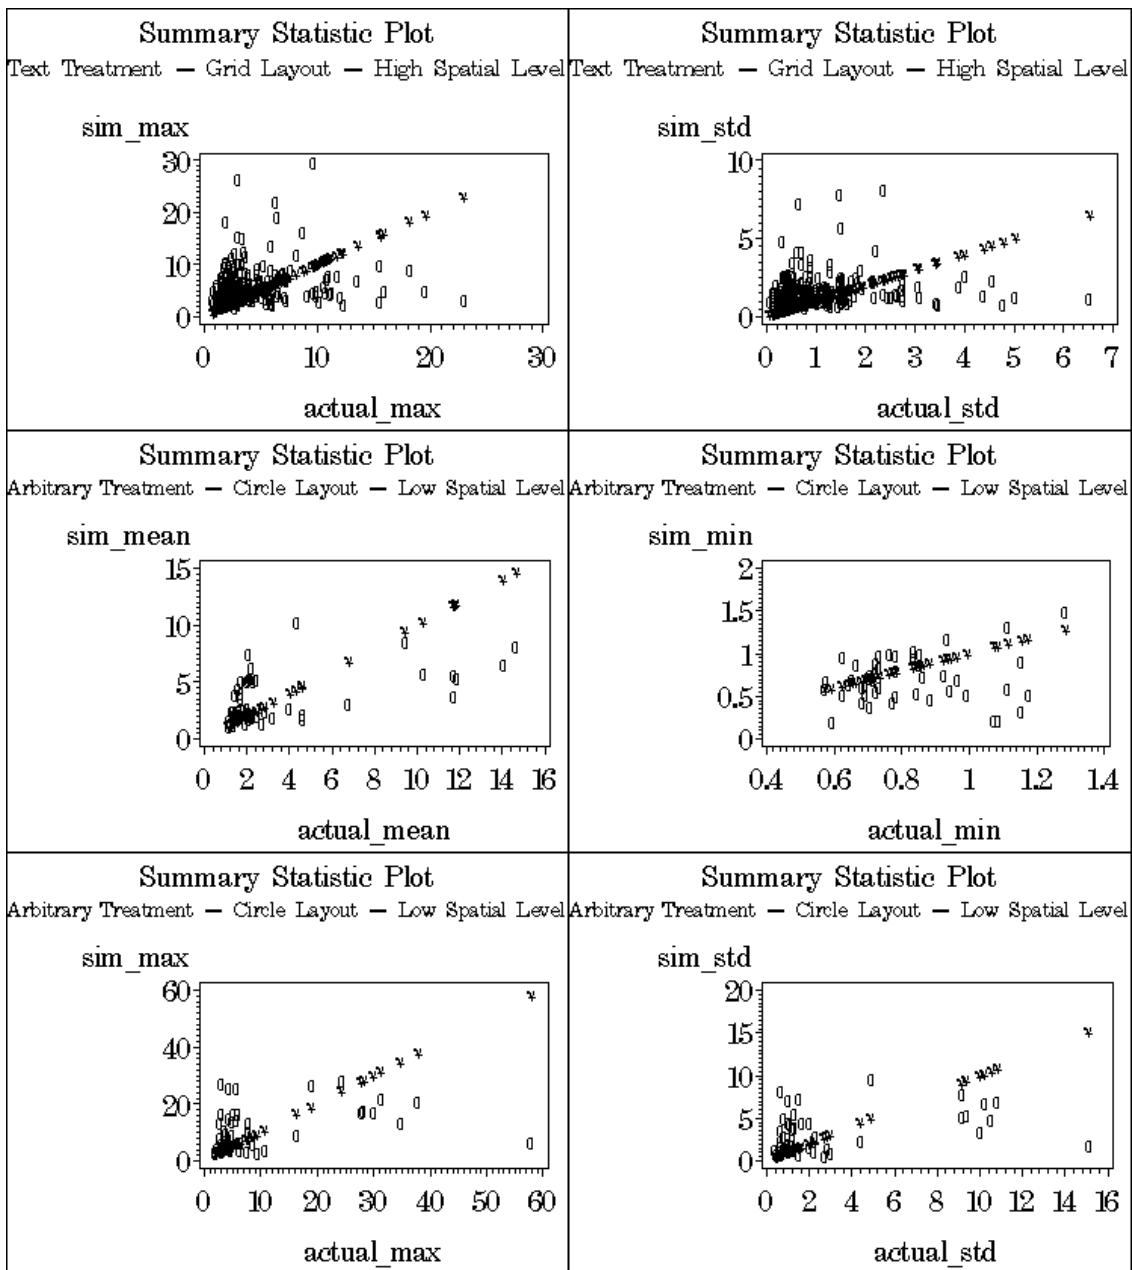 Summary Statistic Plot
Text Treatment — Grid Layout — High Spatial Level
sim_max
30
20
10
0
0 10 20 30
actual_max
Summary Statistic Plot
Text Treatment — Grid Layout — High Spatial Level
sim_std
10
5
0
0 1 2 3 4 5 6 7
actual_std
Summary Statistic Plot
Arbitrary Treatment — Circle Layout — Low Spatial Level
sim_mean
15
10
5
0
0 2 4 6 8 10 12 14 16
actual_mean
Summary Statistic Plot
Arbitrary Treatment — Circle Layout — Low Spatial Level
sim_min
2
1.5
1
0.5
0
0.4 0.6 0.8 1 1.2 1.4
actual_min
Summary Statistic Plot
Arbitrary Treatment — Circle Layout — Low Spatial Level
sim_max
60
40
20
0
0 10 20 30 40 50 60
actual_max
Summary Statistic Plot
Arbitrary Treatment — Circle Layout — Low Spatial Level
sim_std
20
15
10
5
0
0 2 4 6 8 10 12 14 16
actual_std